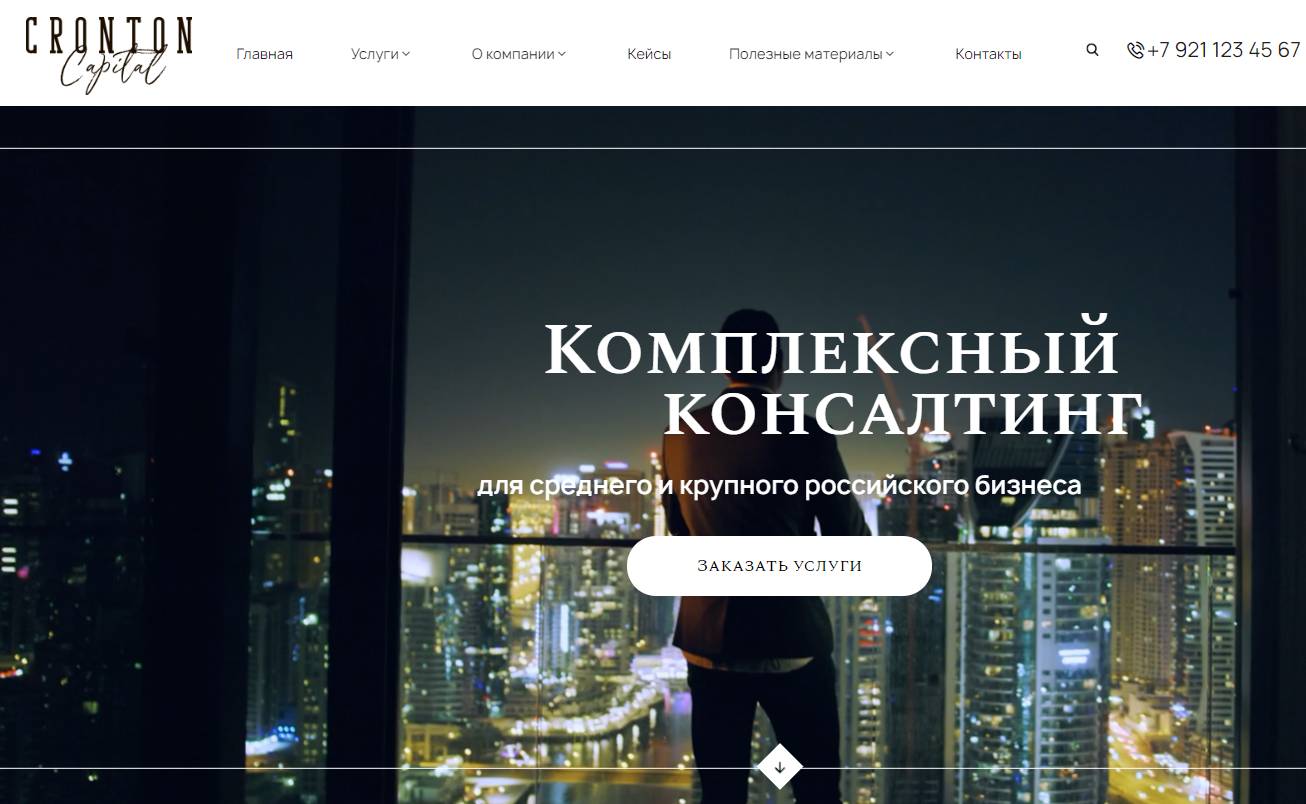 CRONTON
Capital
Главная
Услуги
О компании
Кейсы
Полезные материалы
Контакты
+7 921 123 45 67
Комплексный
консалтинг
для среднего и крупного российского бизнеса
Заказать услуги